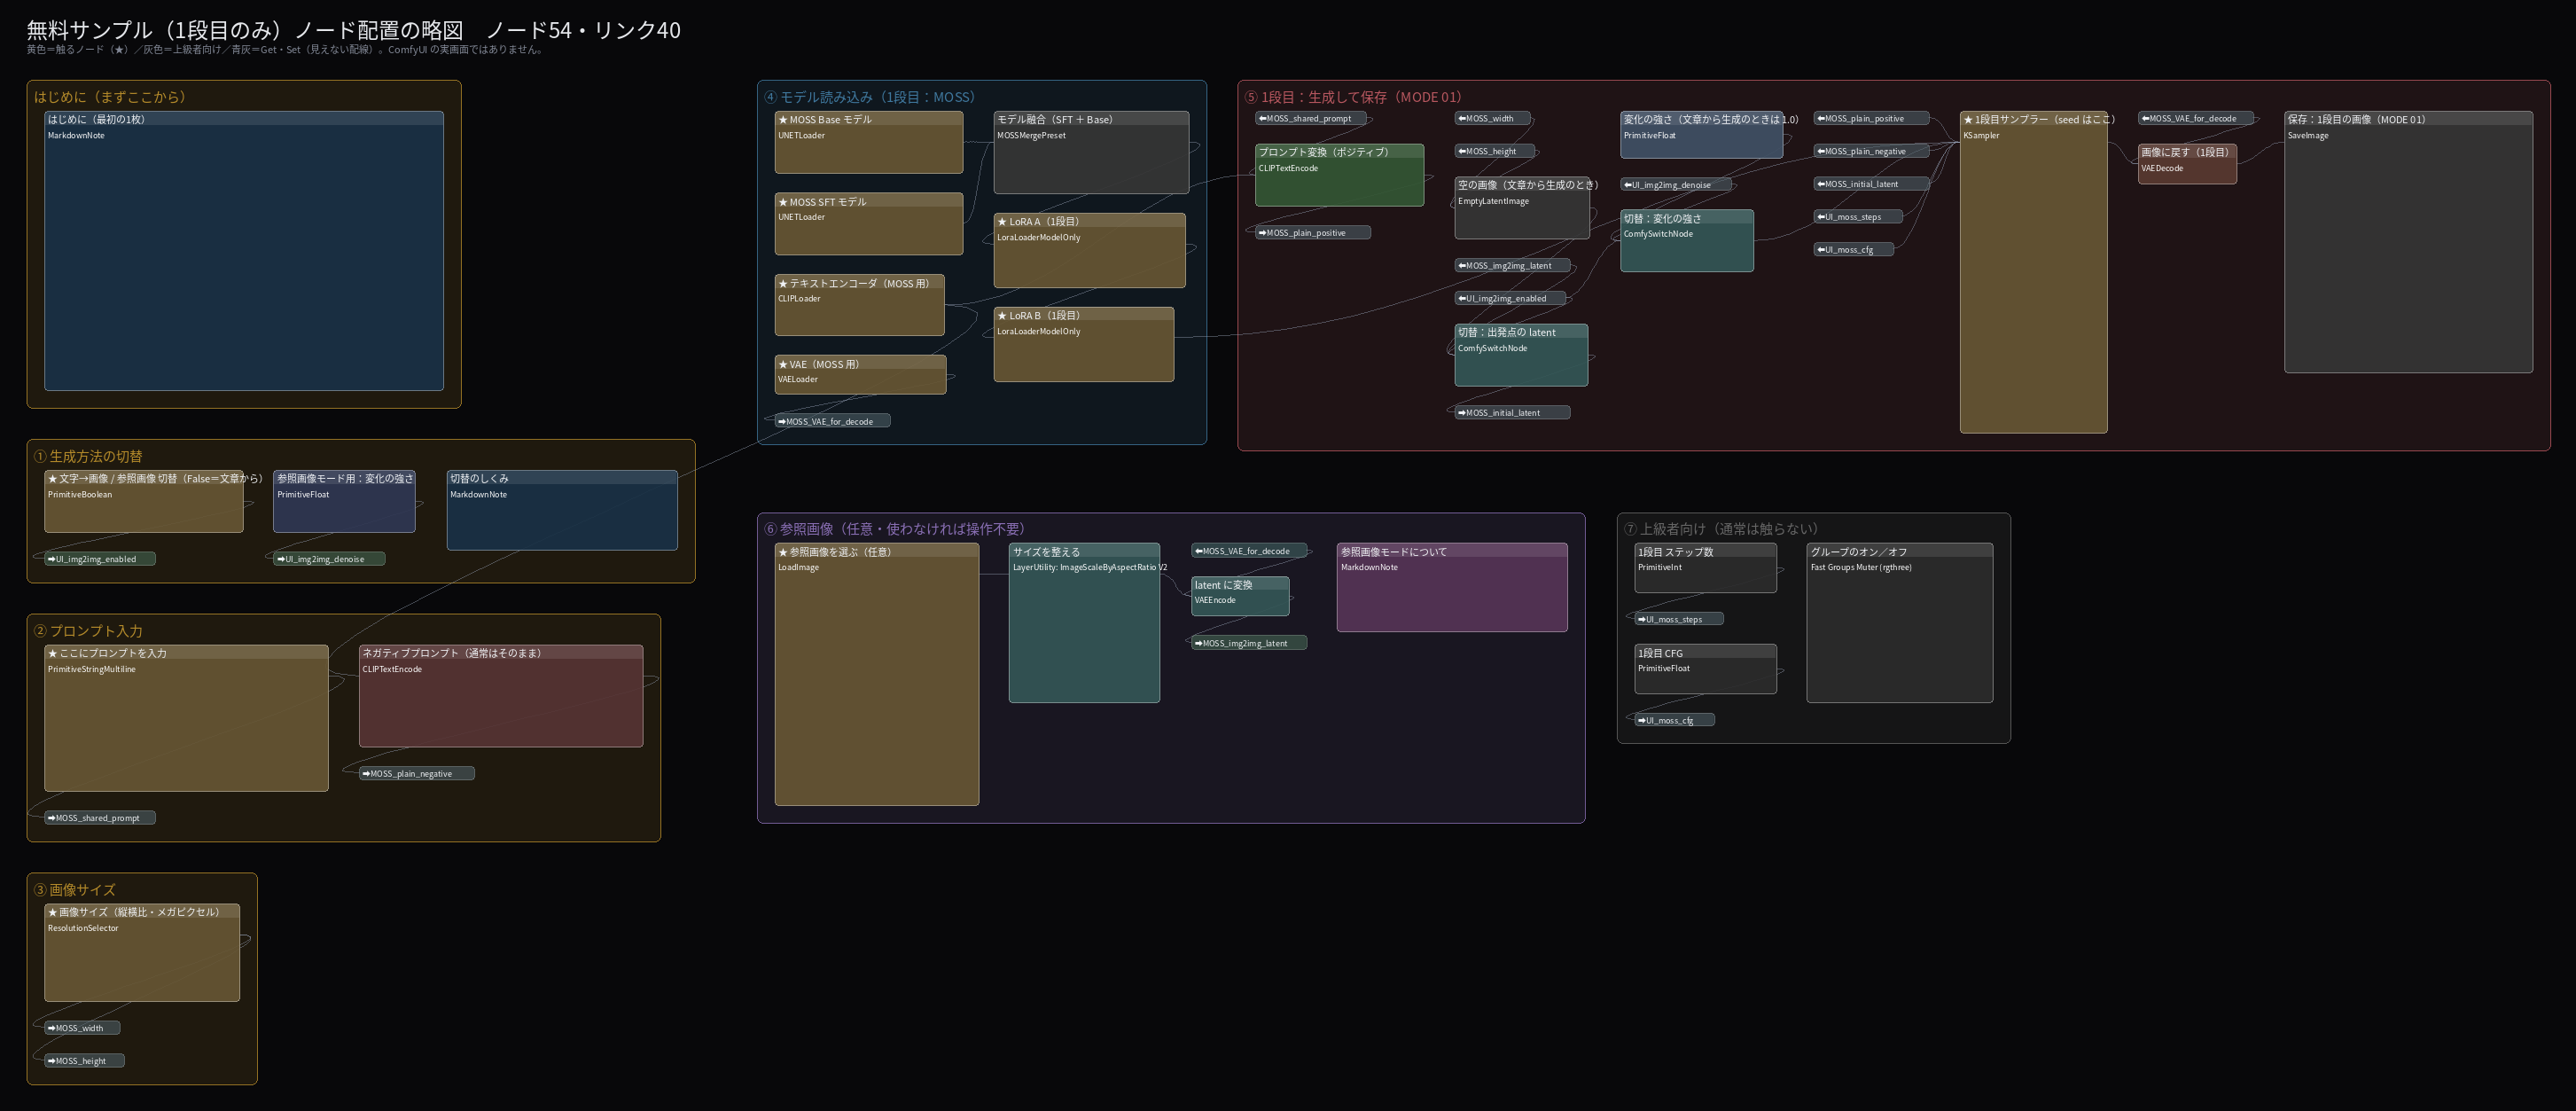 無料サンプル（1段目のみ）ノード配置の略図　ノード54・リンク40
黄色＝触るノード（★）／灰色＝上級者向け／青灰＝Get・Set（見えない配線）。ComfyUI の実画面ではありません。
はじめに（まずここから）
はじめに（最初の1枚）
MarkdownNote
① 生成方法の切替
★ 文字→画像 / 参照画像 切替（False＝文章から）
PrimitiveBoolean
➡UI_img2img_enabled
参照画像モード用：変化の強さ
PrimitiveFloat
➡UI_img2img_denoise
切替のしくみ
MarkdownNote
② プロンプト入力
★ ここにプロンプトを入力
PrimitiveStringMultiline
➡MOSS_shared_prompt
ネガティブプロンプト（通常はそのまま）
CLIPTextEncode
➡MOSS_plain_negative
③ 画像サイズ
★ 画像サイズ（縦横比・メガピクセル）
ResolutionSelector
➡MOSS_width
➡MOSS_height
④ モデル読み込み（1段目：MOSS）
★ MOSS Base モデル
UNETLoader
★ MOSS SFT モデル
UNETLoader
★ テキストエンコーダ（MOSS 用）
CLIPLoader
★ VAE（MOSS 用）
VAELoader
➡MOSS_VAE_for_decode
モデル融合（SFT ＋ Base）
MOSSMergePreset
★ LoRA A（1段目）
LoraLoaderModelOnly
★ LoRA B（1段目）
LoraLoaderModelOnly
⑤ 1段目：生成して保存（MODE 01）
⬅MOSS_shared_prompt
プロンプト変換（ポジティブ）
CLIPTextEncode
➡MOSS_plain_positive
⬅MOSS_width
⬅MOSS_height
空の画像（文章から生成のとき）
EmptyLatentImage
⬅MOSS_img2img_latent
⬅UI_img2img_enabled
切替：出発点の latent
ComfySwitchNode
➡MOSS_initial_latent
変化の強さ（文章から生成のときは 1.0）
PrimitiveFloat
⬅UI_img2img_denoise
切替：変化の強さ
ComfySwitchNode
⬅MOSS_plain_positive
⬅MOSS_plain_negative
⬅MOSS_initial_latent
⬅UI_moss_steps
⬅UI_moss_cfg
★ 1段目サンプラー（seed はここ）
KSampler
⬅MOSS_VAE_for_decode
画像に戻す（1段目）
VAEDecode
保存：1段目の画像（MODE 01）
SaveImage
⑥ 参照画像（任意・使わなければ操作不要）
★ 参照画像を選ぶ（任意）
LoadImage
サイズを整える
LayerUtility: ImageScaleByAspectRatio V2
⬅MOSS_VAE_for_decode
latent に変換
VAEEncode
➡MOSS_img2img_latent
参照画像モードについて
MarkdownNote
⑦ 上級者向け（通常は触らない）
1段目 ステップ数
PrimitiveInt
➡UI_moss_steps
1段目 CFG
PrimitiveFloat
➡UI_moss_cfg
グループのオン／オフ
Fast Groups Muter (rgthree)